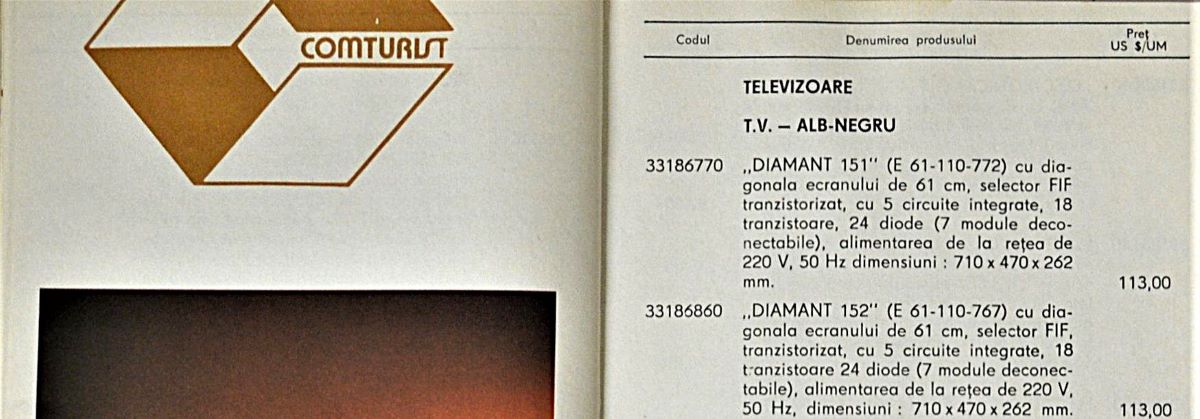 COMTURIST
Codul Denumirea produsului Preț US $/UM
TELEVIZOARE
T.V. — ALB-NEGRU
33186770 „DIAMANT 151" (E 61-110-772) cu dia-
gonala ecranului de 61 cm, selector FIF
tranzistorizat, cu 5 circuite integrate, 18
tranzistoare, 24 diode (7 module deco-
nectabile), alimentarea de la rețea de
220 V, 50 Hz dimensiuni : 710 x 470 x 262
mm. 113,00
33186860 „DIAMANT 152" (E 61-110-767) cu dia-
gonala ecranului de 61 cm, selector FIF,
tranzistorizat, cu 5 circuite integrate, 18
tranzistoare 24 diode (7 module deconec-
tabile), alimentarea de la rețea de 220 V,
50 Hz, dimensiuni : 710 x 470 x 262 mm. 113,00